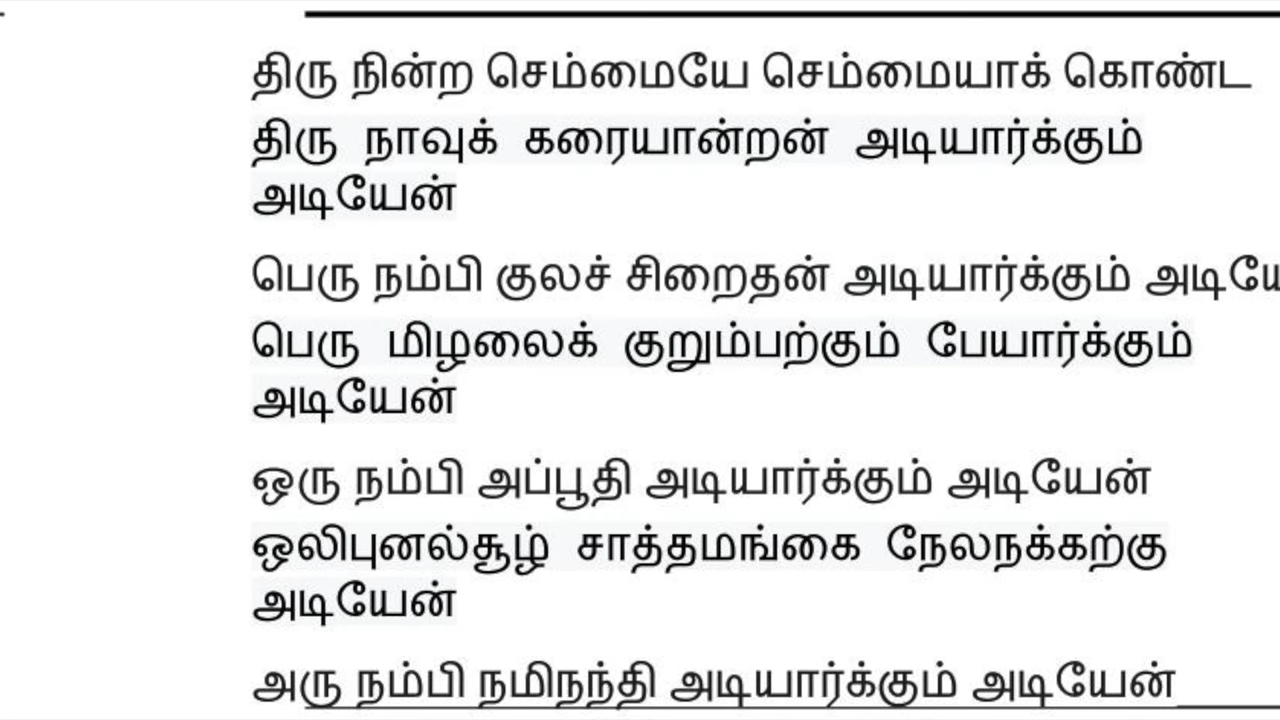 திரு நின்ற செம்மையே செம்மையாக் கொண்ட
திரு நாவுக் கரையான்றன் அடியார்க்கும்
அடியேன்
பெரு நம்பி குலச் சிறைதன் அடியார்க்கும்
பெரு மிழலைக் குறும்பற்கும் பேயார்க்கும்
அடியேன்
ஒரு நம்பி அப்பூதி அடியார்க்கும் அடியேன்
ஒலிபுனல்சூழ் சாத்தமங்கை நேலநக்கற்கு
அடியேன்
அரு நம்பி நமிநந்தி அடியார்க்கும் அடியேன்